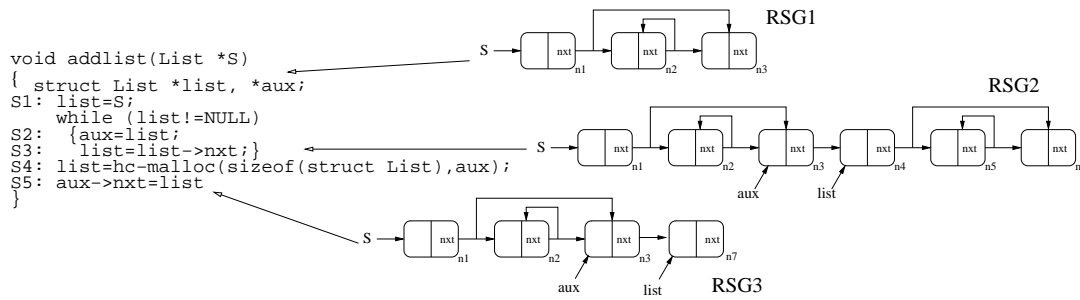 void addlist(List *S)
{ struct List *list, *aux;
S1: list=S;
while (list!=NULL)
S2: {aux=list;
S3: list=list->nxt;}
S4: list=hc-malloc(sizeof(struct List),aux);
S5: aux->nxt=list
}
RSG1
S nxt nxt nxt
n1 n2 n3
RSG2
S nxt nxt nxt nxt nxt nxt
n1 n2 n3 n4 n5
aux list
S nxt nxt nxt nxt
n1 n2 n3 n7
aux list
RSG3